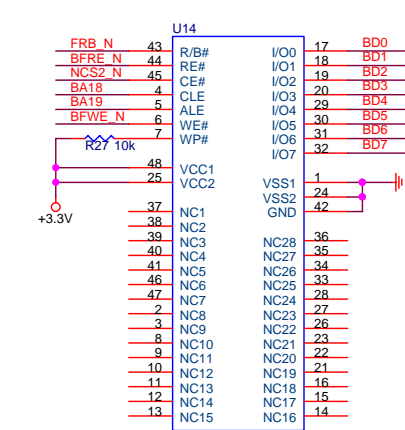 U14
FRB_N 43 R/B# I/O0 17 BD0
BFRE_N 44 RE# I/O1 18 BD1
NCS2_N 45 CE# I/O2 19 BD2
BA18 4 CLE I/O3 20 BD3
BA19 5 ALE I/O4 29 BD4
BFWE_N 6 WE# I/O5 30 BD5
7 WP# I/O6 31 BD6
R27 10k I/O7 32 BD7
48 VCC1
25 VCC2 VSS1 1
VSS2 24
+3.3V GND 42
37 NC1
38 NC2
39 NC3 NC28 36
40 NC4 NC27 35
41 NC5 NC26 34
46 NC6 NC25 33
47 NC7 NC24 28
2 NC8 NC23 27
3 NC9 NC22 26
8 NC10 NC21 23
9 NC11 NC20 22
10 NC12 NC19 21
11 NC13 NC18 16
12 NC14 NC17 15
13 NC15 NC16 14